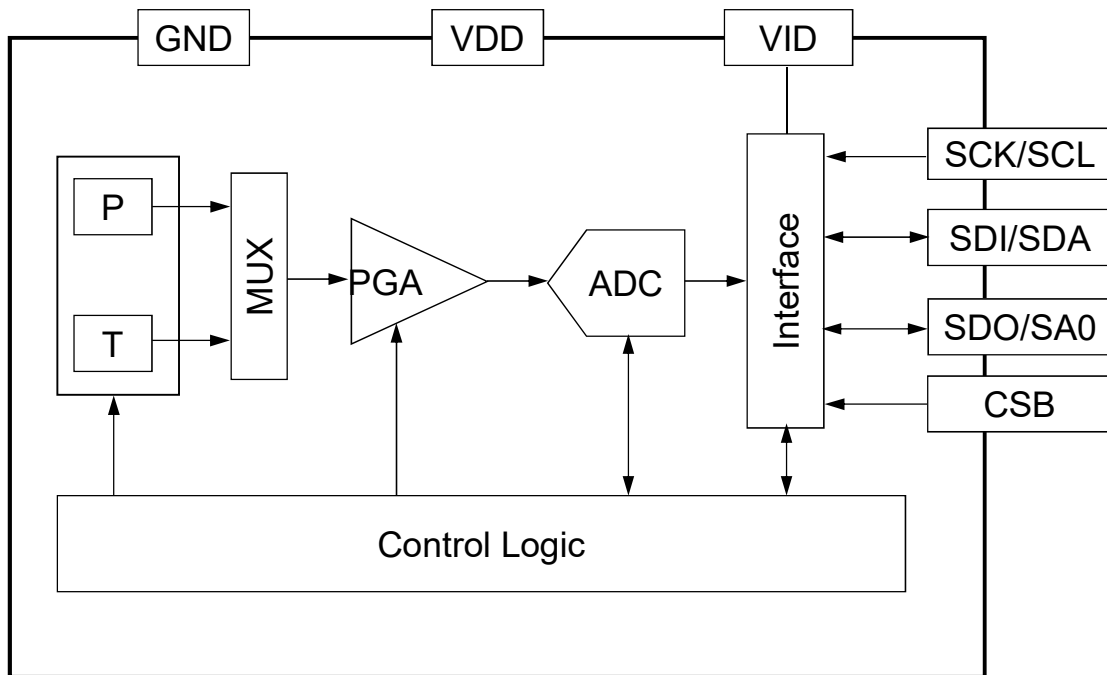 GND
VDD
VID
SCK/SCL
P
SDI/SDA
MUX
PGA
ADC
Interface
SDO/SA0
T
CSB
Control Logic